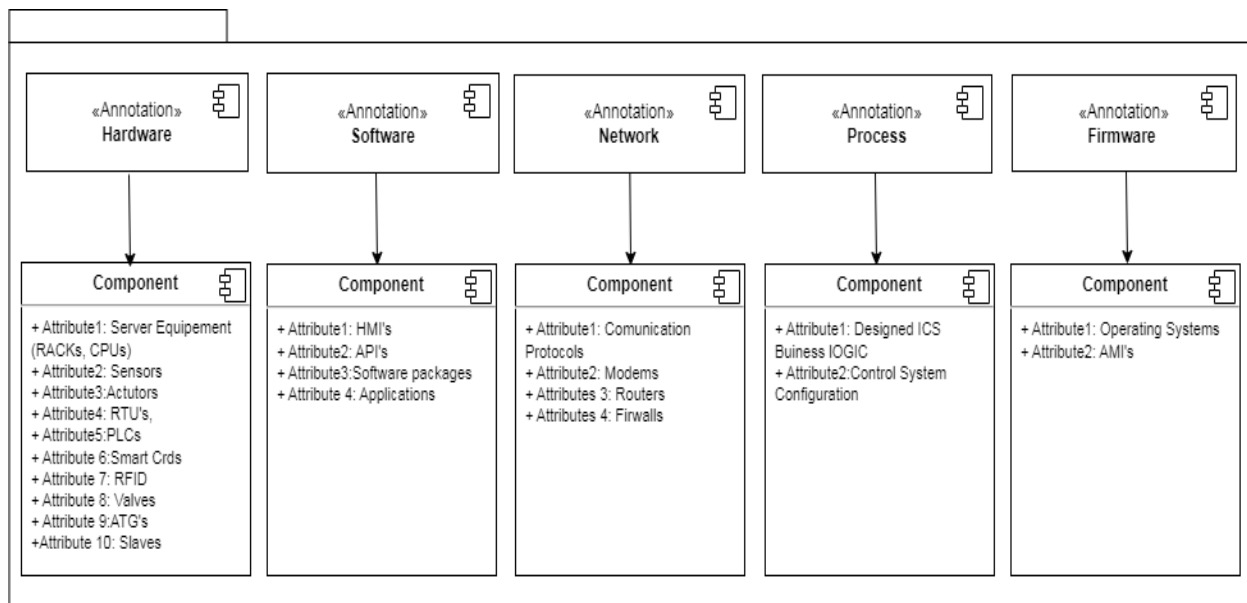 «Annotation»
Hardware
«Annotation»
Software
«Annotation»
Network
«Annotation»
Process
«Annotation»
Firmware
Component
+ Attribute1: Server Equipement
(RACKs, CPUs)
+ Attribute2: Sensors
+ Attribute3:Actutors
+ Attribute4: RTU's,
+ Attribute5:PLCs
+ Attribute 6:Smart Crds
+ Attribute 7: RFID
+ Attribute 8: Valves
+ Attribute 9:ATG's
+Attribute 10: Slaves
Component
+ Attribute1: HMI's
+ Attribute2: API's
+ Attribute3:Software packages
+ Attribute 4: Applications
Component
+ Attribute1: Comunication
Protocols
+ Attribute2: Modems
+ Attributes 3: Routers
+ Attributes 4: Firwalls
Component
+ Attribute1: Designed ICS
Buiness IOGIC
+ Attribute2:Control System
Configuration
Component
+ Attribute1: Operating Systems
+ Attribute2: AMI's